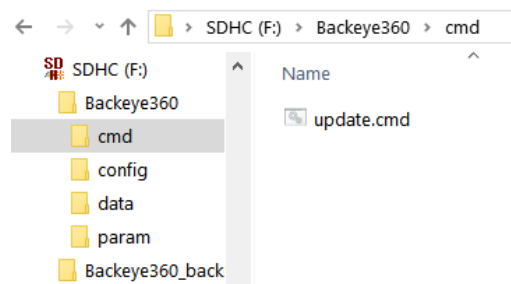 SDHC (F:) > Backeye360 > cmd
SDHC (F:)
Backeye360
cmd
config
data
param
Backeye360_back
Name
update.cmd